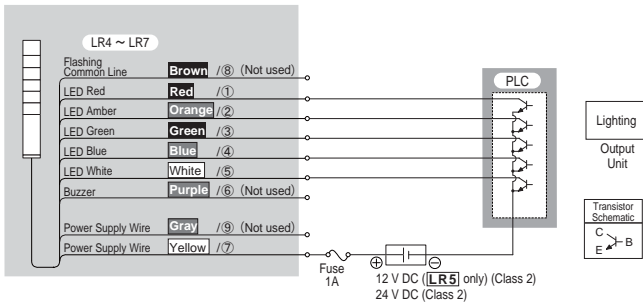 LR4 ～ LR7
Flashing
Common Line Brown /⑧ (Not used)
LED Red Red /①
LED Amber Orange /②
LED Green Green /③
LED Blue Blue /④
LED White White /⑤
Buzzer Purple /⑥ (Not used)
Power Supply Wire Gray /⑨ (Not used)
Power Supply Wire Yellow /⑦
Fuse
1A
⊕ ⊖
12 V DC (LR5 only) (Class 2)
24 V DC (Class 2)
PLC
Lighting
Output
Unit
Transistor
Schematic
C
B
E